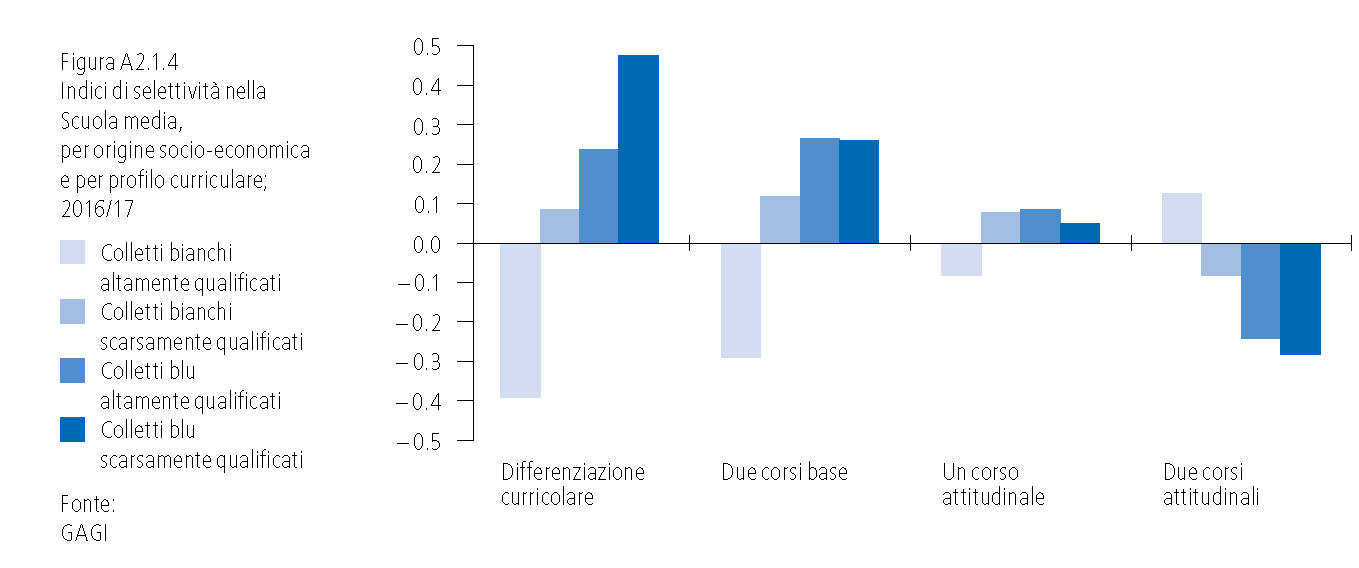 Figura A2.1.4
Indici di selettività nella
Scuola media,
per origine socio-economica
e per profilo curriculare;
2016/17
Colletti bianchi
altamente qualificati
Colletti bianchi
scarsamente qualificati
Colletti blu
altamente qualificati
Colletti blu
scarsamente qualificati
Fonte:
GAGI
0.5
0.4
0.3
0.2
0.1
0.0
–0.1
–0.2
–0.3
–0.4
–0.5
Differenziazione
curricolare
Due corsi base
Un corso
attitudinale
Due corsi
attitudinali